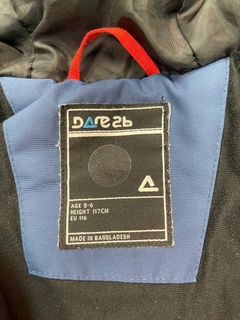 DARE2b
AGE 5-6
HEIGHT 117CM
EU 116
MADE IN BANGLADESH